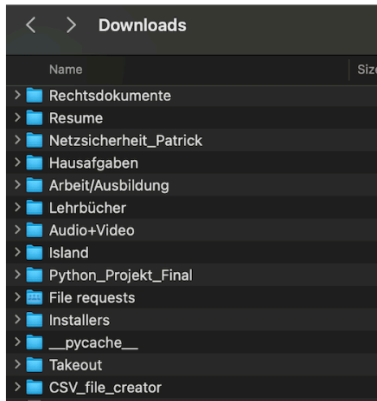 Downloads
Name Size
Rechtsdokumente
Resume
Netzsicherheit_Patrick
Hausafgaben
Arbeit/Ausbildung
Lehrbücher
Audio+Video
Island
Python_Projekt_Final
File requests
Installers
__pycache__
Takeout
CSV_file_creator